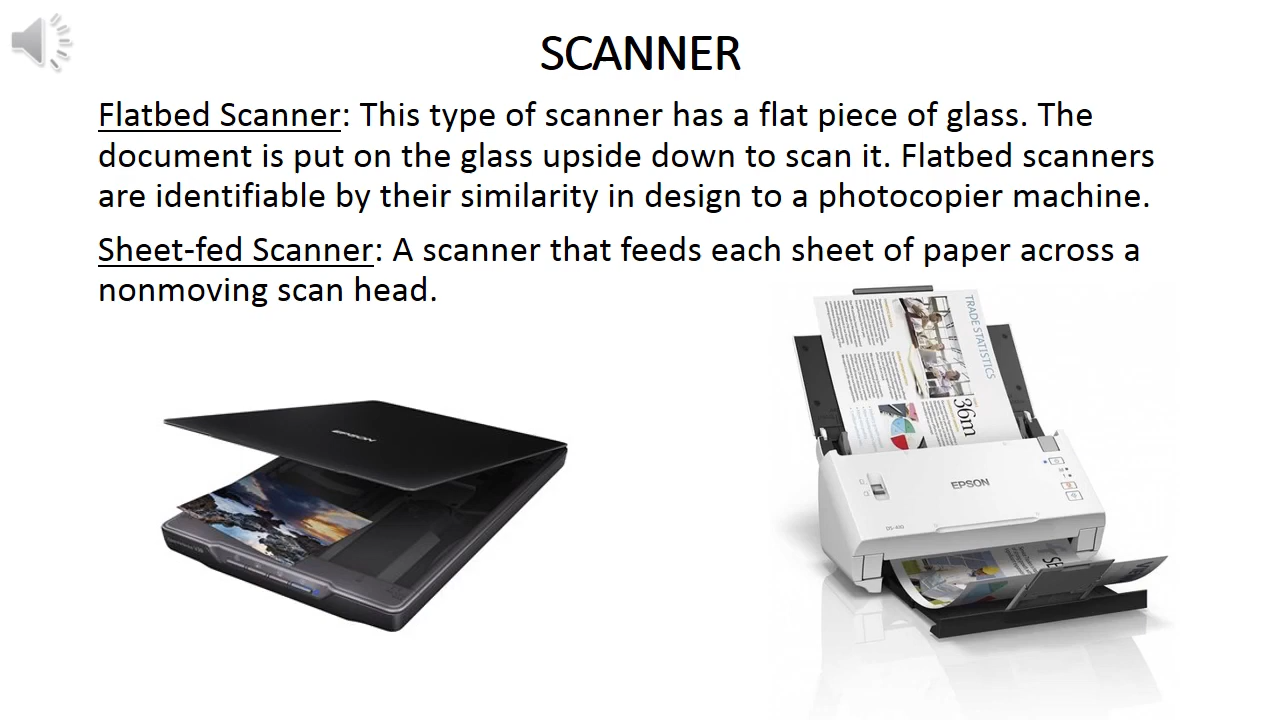 SCANNER
Flatbed Scanner: This type of scanner has a flat piece of glass. The
document is put on the glass upside down to scan it. Flatbed scanners
are identifiable by their similarity in design to a photocopier machine.
Sheet-fed Scanner: A scanner that feeds each sheet of paper across a
nonmoving scan head.
TRADE STATISTICS
36m
EPSON
EPSON